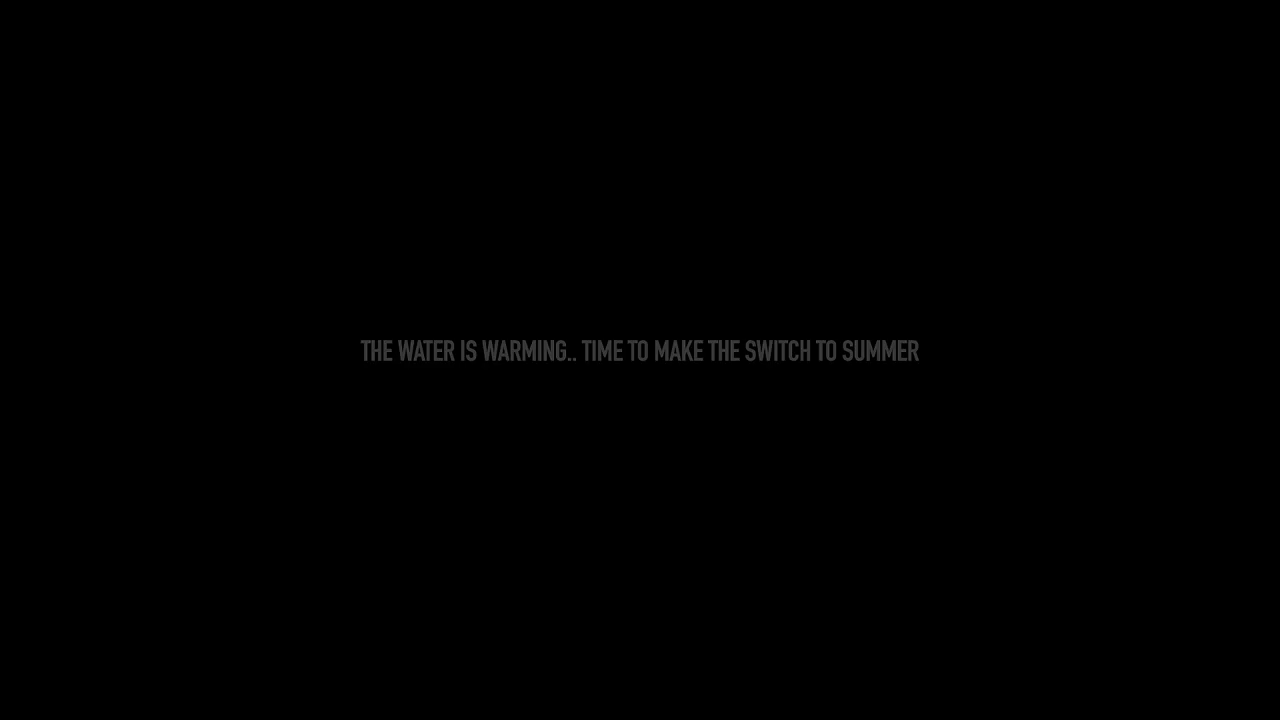 THE WATER IS WARMING.. TIME TO MAKE THE SWITCH TO SUMMER